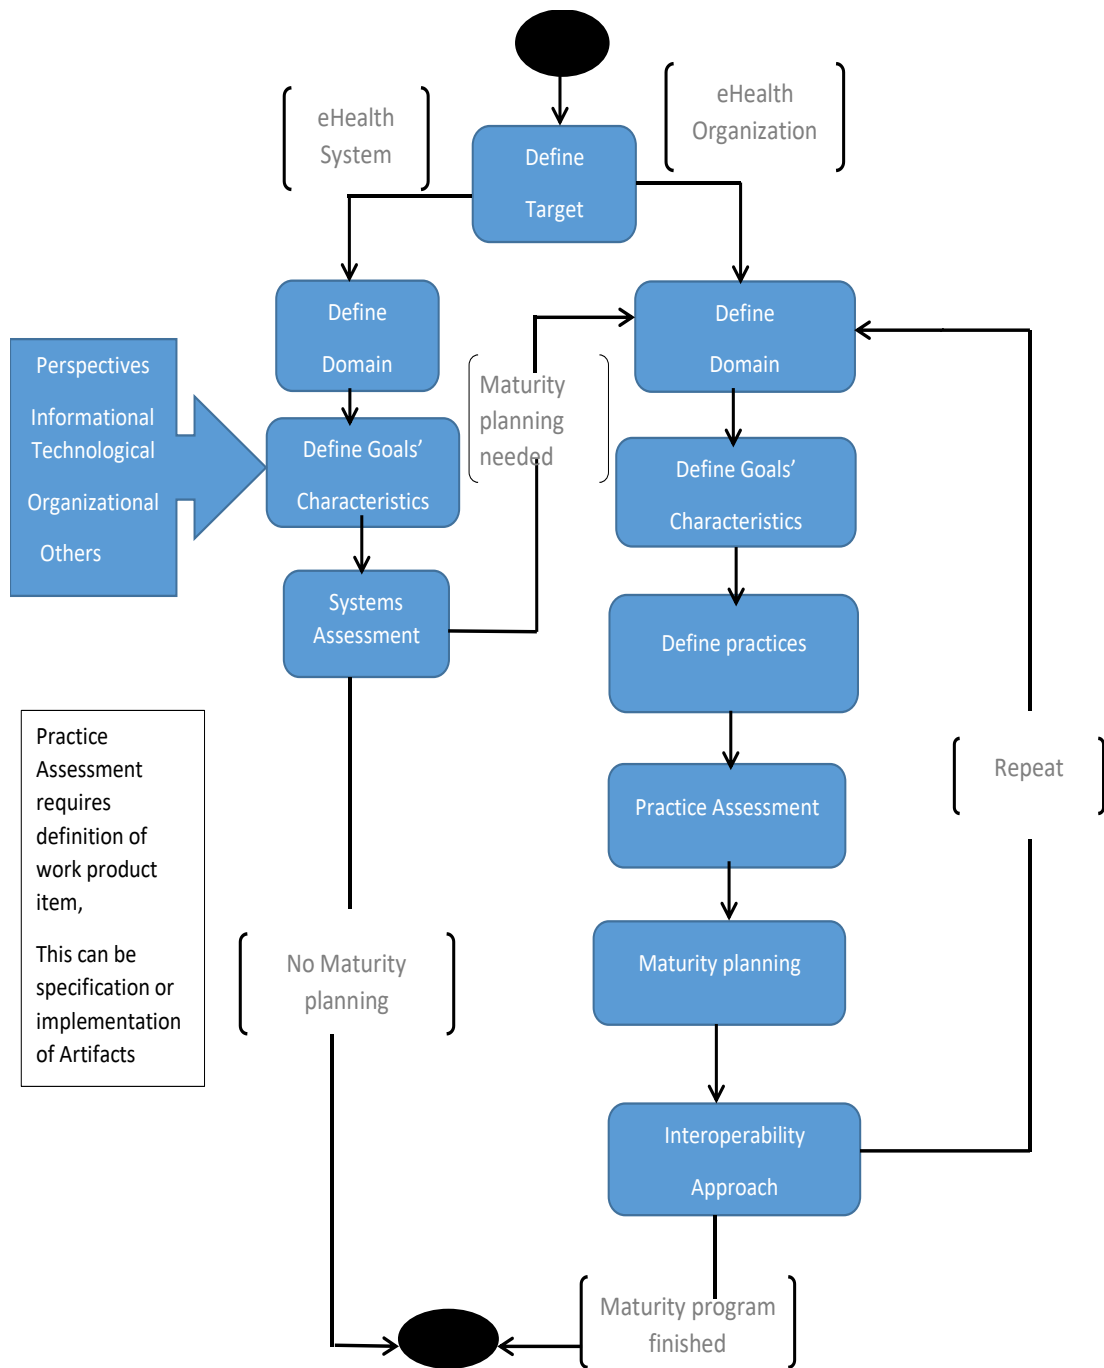 eHealth
System
eHealth
Organization
Define
Target
Define
Domain
Define
Domain
Perspectives
Informational
Technological
Organizational
Others
Define Goals’
Characteristics
Maturity
planning
needed
Define Goals’
Characteristics
Systems
Assessment
Define practices
Practice
Assessment
requires
definition of
work product
item,
This can be
specification or
implementation
of Artifacts
Practice Assessment
Repeat
No Maturity
planning
Maturity planning
Interoperability
Approach
Maturity program
finished